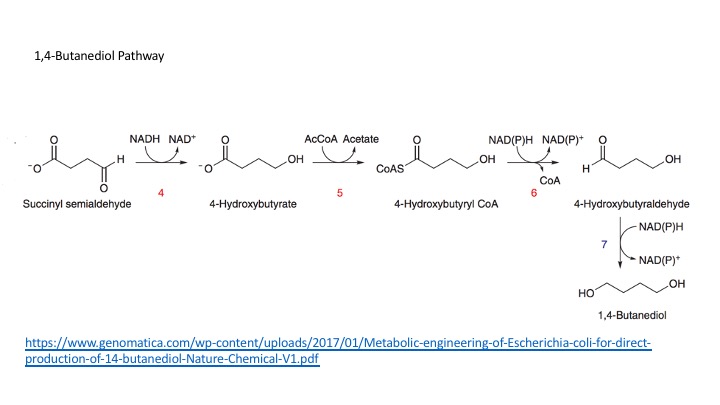 1,4-Butanediol Pathway
O
H
-O
O
Succinyl semialdehyde
NADH NAD+
4
O
OH
-O
4-Hydroxybutyrate
AcCoA Acetate
5
O
OH
CoAS
4-Hydroxybutyryl CoA
NAD(P)H NAD(P)+
CoA
6
O
OH
H
4-Hydroxybutyraldehyde
NAD(P)H
7
NAD(P)+
OH
HO
1,4-Butanediol
https://www.genomatica.com/wp-content/uploads/2017/01/Metabolic-engineering-of-Escherichia-coli-for-direct-
production-of-14-butanediol-Nature-Chemical-V1.pdf